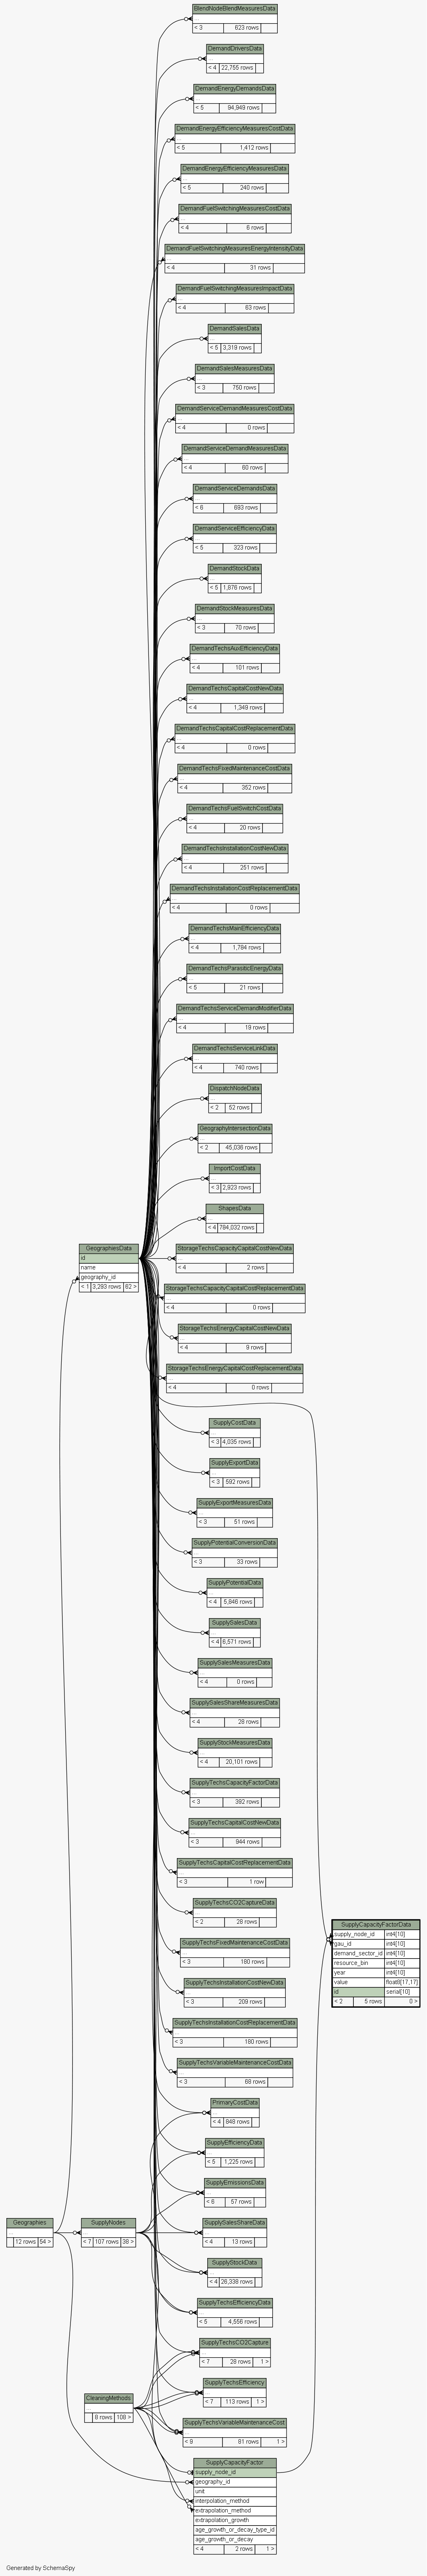 BlendNodeBlendMeasuresData
...
< 3 623 rows
DemandDriversData
...
< 4 22,755 rows
DemandEnergyDemandsData
...
< 5 94,949 rows
DemandEnergyEfficiencyMeasuresCostData
...
< 5 1,412 rows
DemandEnergyEfficiencyMeasuresData
...
< 5 240 rows
DemandFuelSwitchingMeasuresCostData
...
< 4 6 rows
DemandFuelSwitchingMeasuresEnergyIntensityData
...
< 4 31 rows
DemandFuelSwitchingMeasuresImpactData
...
< 4 63 rows
DemandSalesData
...
< 5 3,319 rows
DemandSalesMeasuresData
...
< 3 750 rows
DemandServiceDemandMeasuresCostData
...
< 4 0 rows
DemandServiceDemandMeasuresData
...
< 4 60 rows
DemandServiceDemandsData
...
< 6 693 rows
DemandServiceEfficiencyData
...
< 5 323 rows
DemandStockData
...
< 5 1,876 rows
DemandStockMeasuresData
...
< 3 70 rows
DemandTechsAuxEfficiencyData
...
< 4 101 rows
DemandTechsCapitalCostNewData
...
< 4 1,349 rows
DemandTechsCapitalCostReplacementData
...
< 4 0 rows
DemandTechsFixedMaintenanceCostData
...
< 4 352 rows
DemandTechsFuelSwitchCostData
...
< 4 20 rows
DemandTechsInstallationCostNewData
...
< 4 251 rows
DemandTechsInstallationCostReplacementData
...
< 4 0 rows
DemandTechsMainEfficiencyData
...
< 4 1,784 rows
DemandTechsParasiticEnergyData
...
< 5 21 rows
DemandTechsServiceDemandModifierData
...
< 4 19 rows
DemandTechsServiceLinkData
...
< 4 740 rows
DispatchNodeData
...
< 2 52 rows
GeographyIntersectionData
...
< 2 45,036 rows
ImportCostData
...
< 3 2,823 rows
ShapesData
...
< 4 784,032 rows
GeographiesData
id
name
geography_id
< 1 3,293 rows 62 >
StorageTechsCapacityCapitalCostNewData
...
< 4 2 rows
StorageTechsCapacityCapitalCostReplacementData
...
< 4 0 rows
StorageTechsEnergyCapitalCostNewData
...
< 4 9 rows
StorageTechsEnergyCapitalCostReplacementData
...
< 4 0 rows
SupplyCostData
...
< 3 4,035 rows
SupplyExportData
...
< 3 592 rows
SupplyExportMeasuresData
...
< 3 51 rows
SupplyPotentialConversionData
...
< 3 33 rows
SupplyPotentialData
...
< 4 5,846 rows
SupplySalesData
...
< 4 6,571 rows
SupplySalesMeasuresData
...
< 4 0 rows
SupplySalesShareMeasuresData
...
< 4 28 rows
SupplyStockMeasuresData
...
< 4 20,101 rows
SupplyTechsCapacityFactorData
...
< 3 392 rows
SupplyTechsCapitalCostNewData
...
< 3 944 rows
SupplyTechsCapitalCostReplacementData
...
< 3 1 row
SupplyTechsCO2CaptureData
...
< 2 28 rows
SupplyCapacityFactorData
supply_node_id int4[10]
gau_id int4[10]
demand_sector_id int4[10]
resource_bin int4[10]
year int4[10]
value float8[17,17]
id serial[10]
< 2 5 rows 0 >
SupplyTechsFixedMaintenanceCostData
...
< 3 180 rows
SupplyTechsInstallationCostNewData
...
< 3 209 rows
SupplyTechsInstallationCostReplacementData
...
< 3 180 rows
SupplyTechsVariableMaintenanceCostData
...
< 3 68 rows
PrimaryCostData
...
< 4 848 rows
SupplyEfficiencyData
...
< 5 1,225 rows
SupplyEmissionsData
...
< 6 57 rows
Geographies
...
12 rows 54 >
SupplyNodes
...
< 7 107 rows 38 >
SupplySalesShareData
...
< 4 13 rows
SupplyStockData
...
< 4 26,338 rows
SupplyTechsEfficiencyData
...
< 5 4,556 rows
SupplyTechsCO2Capture
...
< 7 28 rows 1 >
SupplyTechsEfficiency
...
< 7 113 rows 1 >
CleaningMethods
...
8 rows 108 >
SupplyTechsVariableMaintenanceCost
...
< 9 81 rows 1 >
SupplyCapacityFactor
supply_node_id
geography_id
unit
interpolation_method
extrapolation_method
extrapolation_growth
age_growth_or_decay_type_id
age_growth_or_decay
< 4 2 rows 1 >
Generated by SchemaSpy